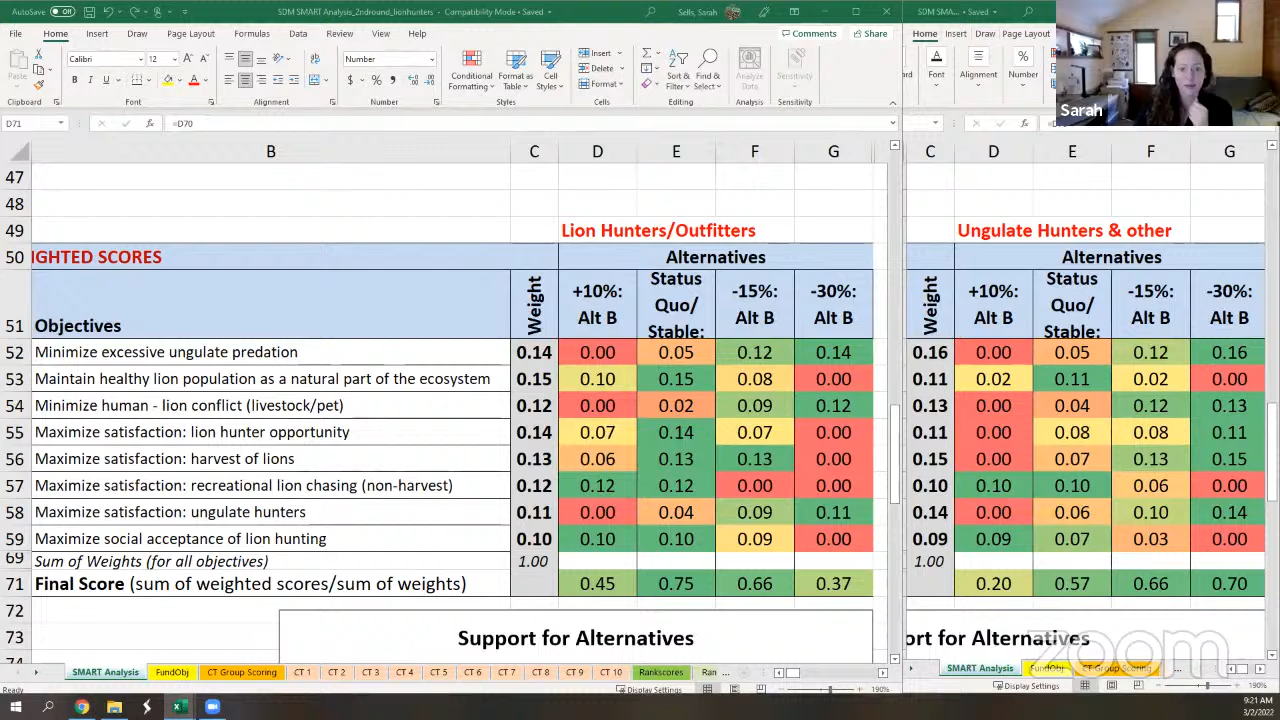 AutoSave Off SDM SMART Analysis_2ndround_lionhunters - Compatibility Mode • Saved Sells, Sarah
SDM SMA... • Saved
File Home Insert Draw Page Layout Formulas Data Review View Help Comments Share
Home Insert Draw Page Layout
Paste Calibri 12 Number
B I U
Conditional Formatting Format as Table Cell Styles
Insert Delete Format
Sort & Filter Find & Select
Analyze Data Sensitivity
Clipboard Font Alignment Number Styles Cells Editing Analysis Sensitivity
Font Alignment Number
Sarah
D71 =D70
B C D E F G
C D E F G
47
48
49 Lion Hunters/Outfitters Ungulate Hunters & other
50 IGHTED SCORES Alternatives Alternatives
51 Objectives Weight +10%: Alt B Status Quo/ Stable: -15%: Alt B -30%: Alt B Weight +10%: Alt B Status Quo/ Stable: -15%: Alt B -30%: Alt B
52 Minimize excessive ungulate predation 0.14 0.00 0.05 0.12 0.14 0.16 0.00 0.05 0.12 0.16
53 Maintain healthy lion population as a natural part of the ecosystem 0.15 0.10 0.15 0.08 0.00 0.11 0.02 0.11 0.02 0.00
54 Minimize human - lion conflict (livestock/pet) 0.12 0.00 0.02 0.09 0.12 0.13 0.00 0.04 0.12 0.13
55 Maximize satisfaction: lion hunter opportunity 0.14 0.07 0.14 0.07 0.00 0.11 0.00 0.08 0.08 0.11
56 Maximize satisfaction: harvest of lions 0.13 0.06 0.13 0.13 0.00 0.15 0.00 0.07 0.13 0.15
57 Maximize satisfaction: recreational lion chasing (non-harvest) 0.12 0.12 0.12 0.00 0.00 0.10 0.10 0.10 0.06 0.00
58 Maximize satisfaction: ungulate hunters 0.11 0.00 0.04 0.09 0.11 0.14 0.00 0.06 0.10 0.14
59 Maximize social acceptance of lion hunting 0.10 0.10 0.10 0.09 0.00 0.09 0.09 0.07 0.03 0.00
69 Sum of Weights (for all objectives) 1.00 1.00
71 Final Score (sum of weighted scores/sum of weights) 0.45 0.75 0.66 0.37 0.20 0.57 0.66 0.70
72
73 Support for Alternatives ort for Alternatives
zoom
SMART Analysis FundObj CT Group Scoring CT 1 CT 2 CT 3 CT 4 CT 5 CT 6 CT 7 CT 8 CT 9 CT 10 Rankscores Ran ...
SMART Analysis FundObj CT Group Scoring ...
Ready Display Settings 190%
Display Settings 190%
9:21 AM
3/2/2022